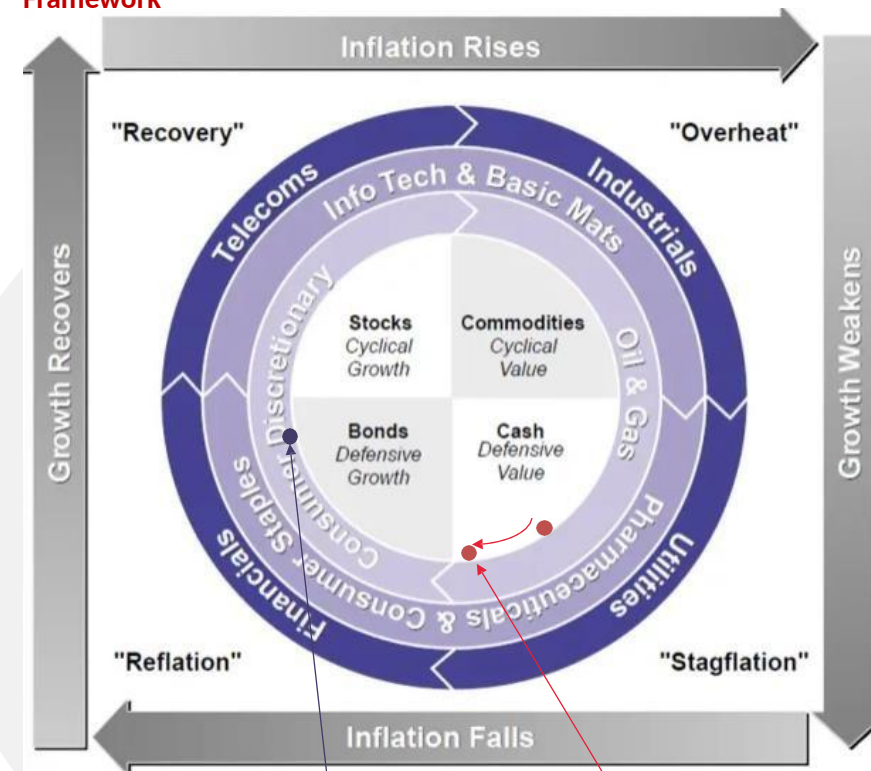 Framework
Inflation Rises
"Recovery"
"Overheat"
Telecoms
Info Tech & Basic Mats
Industrials
Growth Recovers
Growth Weakens
Consumer Discretionary
Oil & Gas
Stocks
Cyclical
Growth
Commodities
Cyclical
Value
Bonds
Defensive
Growth
Cash
Defensive
Value
Financials
Pharmaceuticals & Consumer Staples
Utilities
"Reflation"
"Stagflation"
Inflation Falls